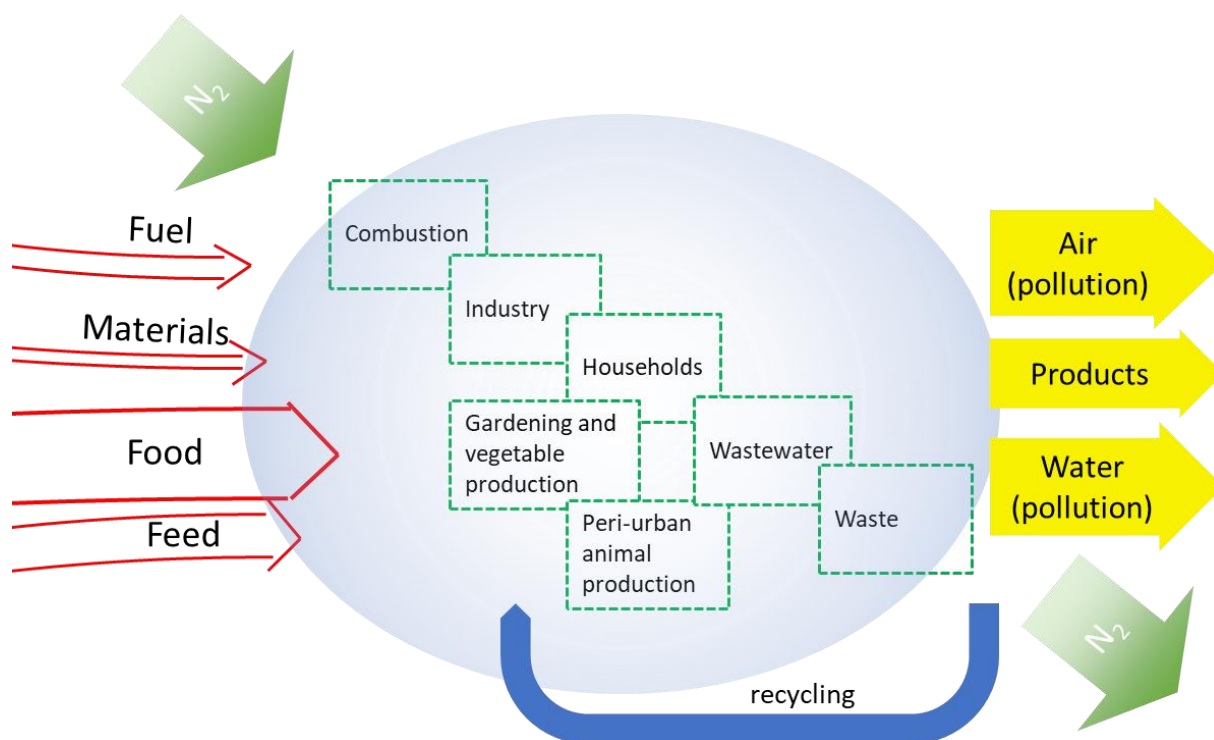 N₂
Fuel
Materials
Food
Feed
Combustion
Industry
Households
Gardening and
vegetable
production
Peri-urban
animal
production
Wastewater
Waste
Air
(pollution)
Products
Water
(pollution)
N₂
recycling